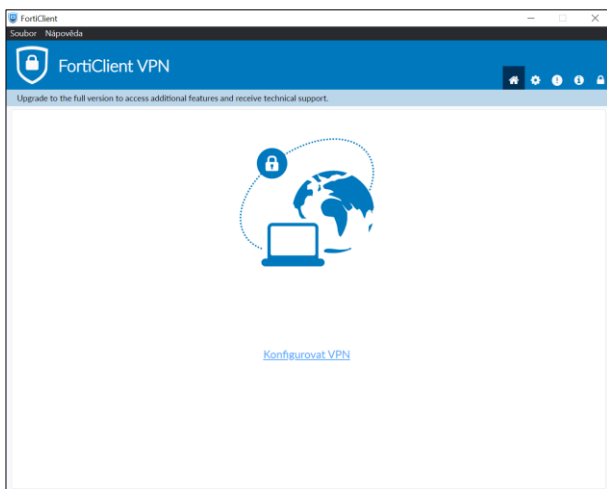 FortiClient
Soubor Nápověda
FortiClient VPN
Upgrade to the full version to access additional features and receive technical support.
Konfigurovat VPN